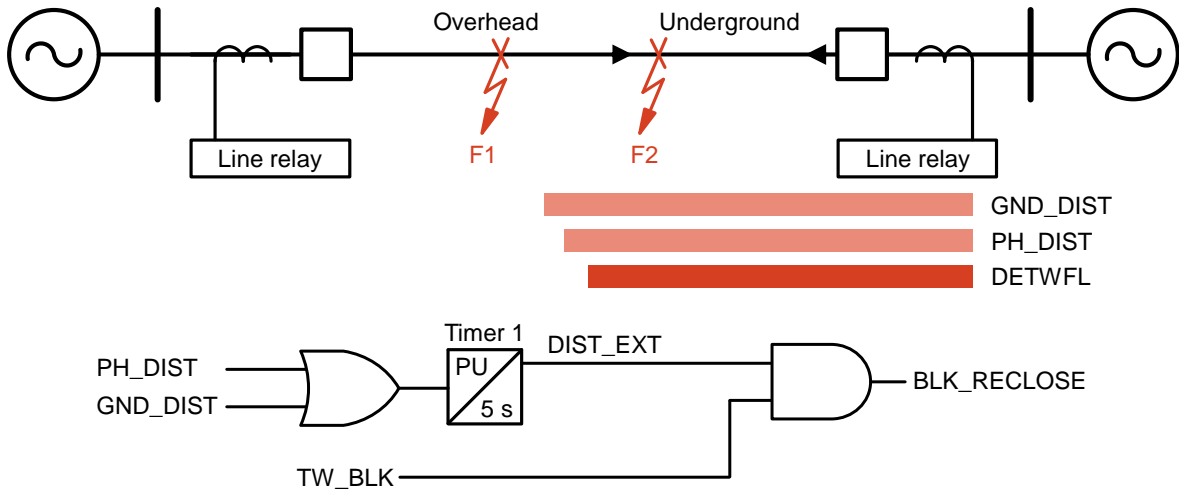 Overhead
Underground
F1
F2
Line relay
Line relay
GND_DIST
PH_DIST
DETWFL
Timer 1
PH_DIST
GND_DIST
PU
5 s
DIST_EXT
BLK_RECLOSE
TW_BLK